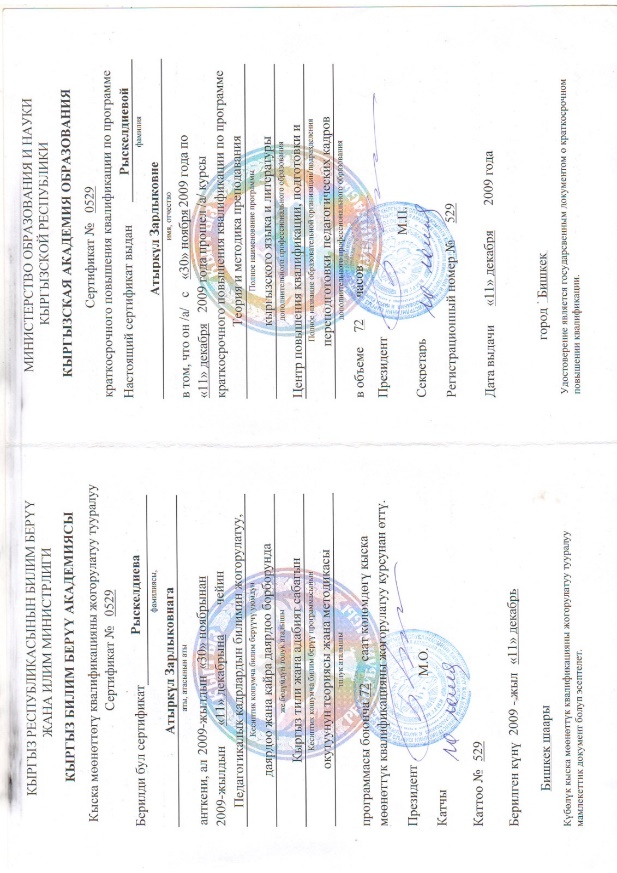 КЫРГЫЗ РЕСПУБЛИКАСЫНЫН БИЛИМ БЕРҮҮ
ЖАНА ИЛИМ МИНИСТРЛИГИ
КЫРГЫЗ БИЛИМ БЕРҮҮ АКАДЕМИЯСЫ
Кыска мөөнөттөгү квалификацияны жогорулатуу тууралуу
Сертификат № 0529
Берилди бул сертификат Рыскелдиева
фамилиясы,
Атыркүл Зарлыковнага
аты, атасынын аты
анткени, ал 2009-жылдын «30» ноябрынан
2009-жылдын «11» декабрына чейин
Педагогикалык кадрлардын билимин жогорулатуу,
Кесиптик кошумча билим берүүчү уюмдун
даярдоо жана кайра даярдоо борборунда
же бөлүмдүн толук аталышы
Кыргыз тили жана адабият сабагын
Кесиптик кошумча билим берүү программасынын
окутуунун теориясы жана методикасы
толук аталышы
программасы боюнча 72 саат көлөмдөгү кыска
мөөнөттүк квалификацияны жогорулатуу курсунан өттү.
Президент
М.О.
Катчы
Каттоо № 529
Берилген күнү 2009 -жыл «11» декабрь
Бишкек шаары
Күбөлүк кыска мөөнөттүк квалификацияны жогорулатуу тууралуу
мамлекеттик документ болуп эсептелет.
МИНИСТЕРСТВО ОБРАЗОВАНИЯ И НАУКИ
КЫРГЫЗСКОЙ РЕСПУБЛИКИ
КЫРГЫЗСКАЯ АКАДЕМИЯ ОБРАЗОВАНИЯ
Сертификат № 0529
краткосрочного повышения квалификации по программе
Настоящий сертификат выдан Рыскелдиевой
фамилия
Атыркүл Зарлыковне
имя, отчество
в том, что он /а/ с «30» ноября 2009 года по
«11» декабря 2009 года прошел /а/ курсы
краткосрочного повышения квалификации по программе
Теория и методика преподавания
Полное наименование программы
кыргызского языка и литературы
дополнительного профессионального образования
Центр повышения квалификации, подготовки и
Полное название образовательной организации/подразделения
переподготовки педагогических кадров
дополнительного профессионального образования
в объеме 72 часов
Президент
М.П.
Секретарь
Регистрационный номер № 529
Дата выдачи «11» декабря 2009 года
город Бишкек
Удостоверение является государсвенным документом о краткосрочном
повышении квалификации.